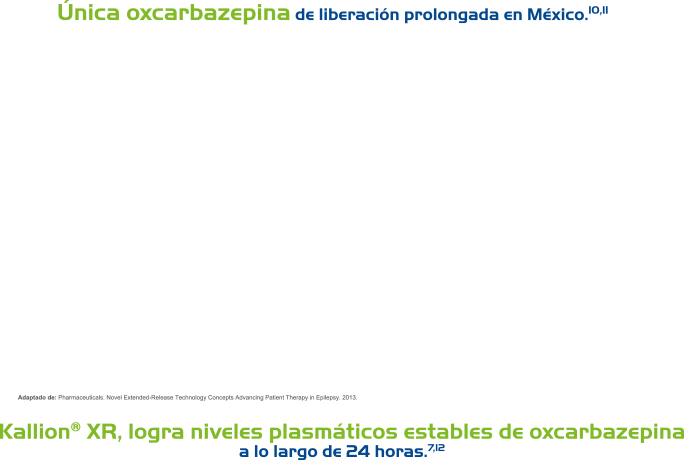 Única oxcarbazepina de liberación prolongada en México.10,11
Adaptado de: Pharmaceuticals. Novel Extended-Release Technology Concepts Advancing Patient Therapy in Epilepsy. 2013.
Kallion® XR, logra niveles plasmáticos estables de oxcarbazepina
a lo largo de 24 horas.7,12